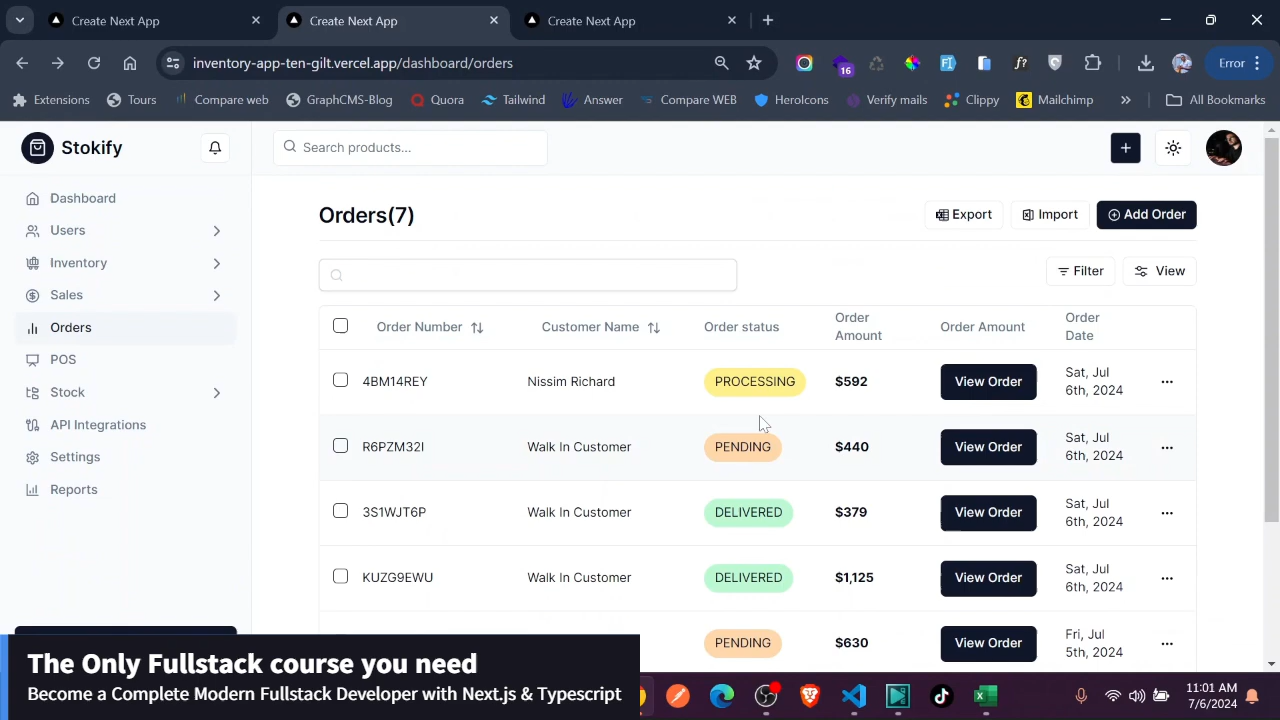 Create Next App
Create Next App
Create Next App
inventory-app-ten-gilt.vercel.app/dashboard/orders
16
Error
Extensions
Tours
Compare web
GraphCMS-Blog
Quora
Tailwind
Answer
Compare WEB
HeroIcons
Verify mails
Clippy
Mailchimp
»
All Bookmarks
Stokify
Search products...
Dashboard
Users
Inventory
Sales
Orders
POS
Stock
API Integrations
Settings
Reports
Orders(7)
Export
Import
Add Order
Filter
View
Order Number
Customer Name
Order status
Order
Amount
Order Amount
Order
Date
4BM14REY
Nissim Richard
PROCESSING
$592
View Order
Sat, Jul
6th, 2024
R6PZM32I
Walk In Customer
PENDING
$440
View Order
Sat, Jul
6th, 2024
3S1WJT6P
Walk In Customer
DELIVERED
$379
View Order
Sat, Jul
6th, 2024
KUZG9EWU
Walk In Customer
DELIVERED
$1,125
View Order
Sat, Jul
6th, 2024
PENDING
$630
View Order
Fri, Jul
5th, 2024
The Only Fullstack course you need
Become a Complete Modern Fullstack Developer with Next.js & Typescript
11:01 AM
7/6/2024